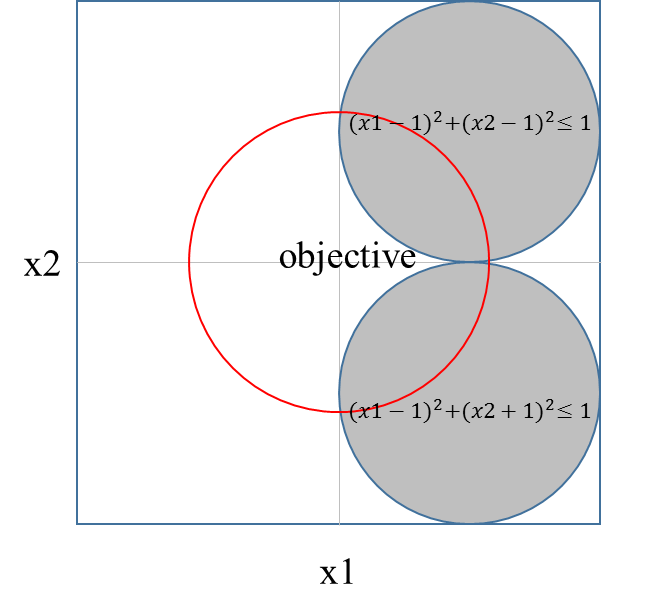 (x1 − 1)²+(x2 − 1)²≤ 1
objective
x2
(x1 − 1)²+(x2 + 1)²≤ 1
x1